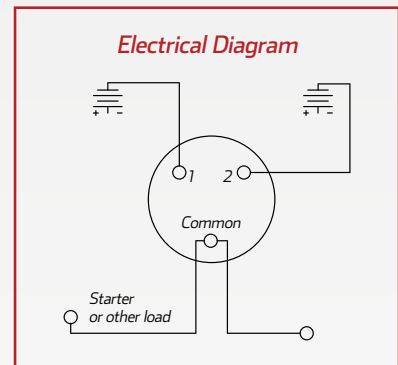 Electrical Diagram
+ -
+ -
1
2
Common
Starter
or other load